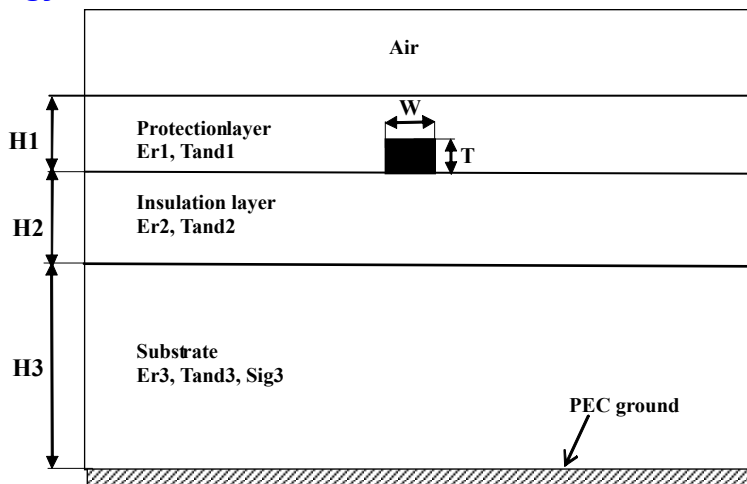 Air
W
H1
Protectionlayer
Er1, Tand1
T
H2
Insulation layer
Er2, Tand2
H3
Substrate
Er3, Tand3, Sig3
PEC ground